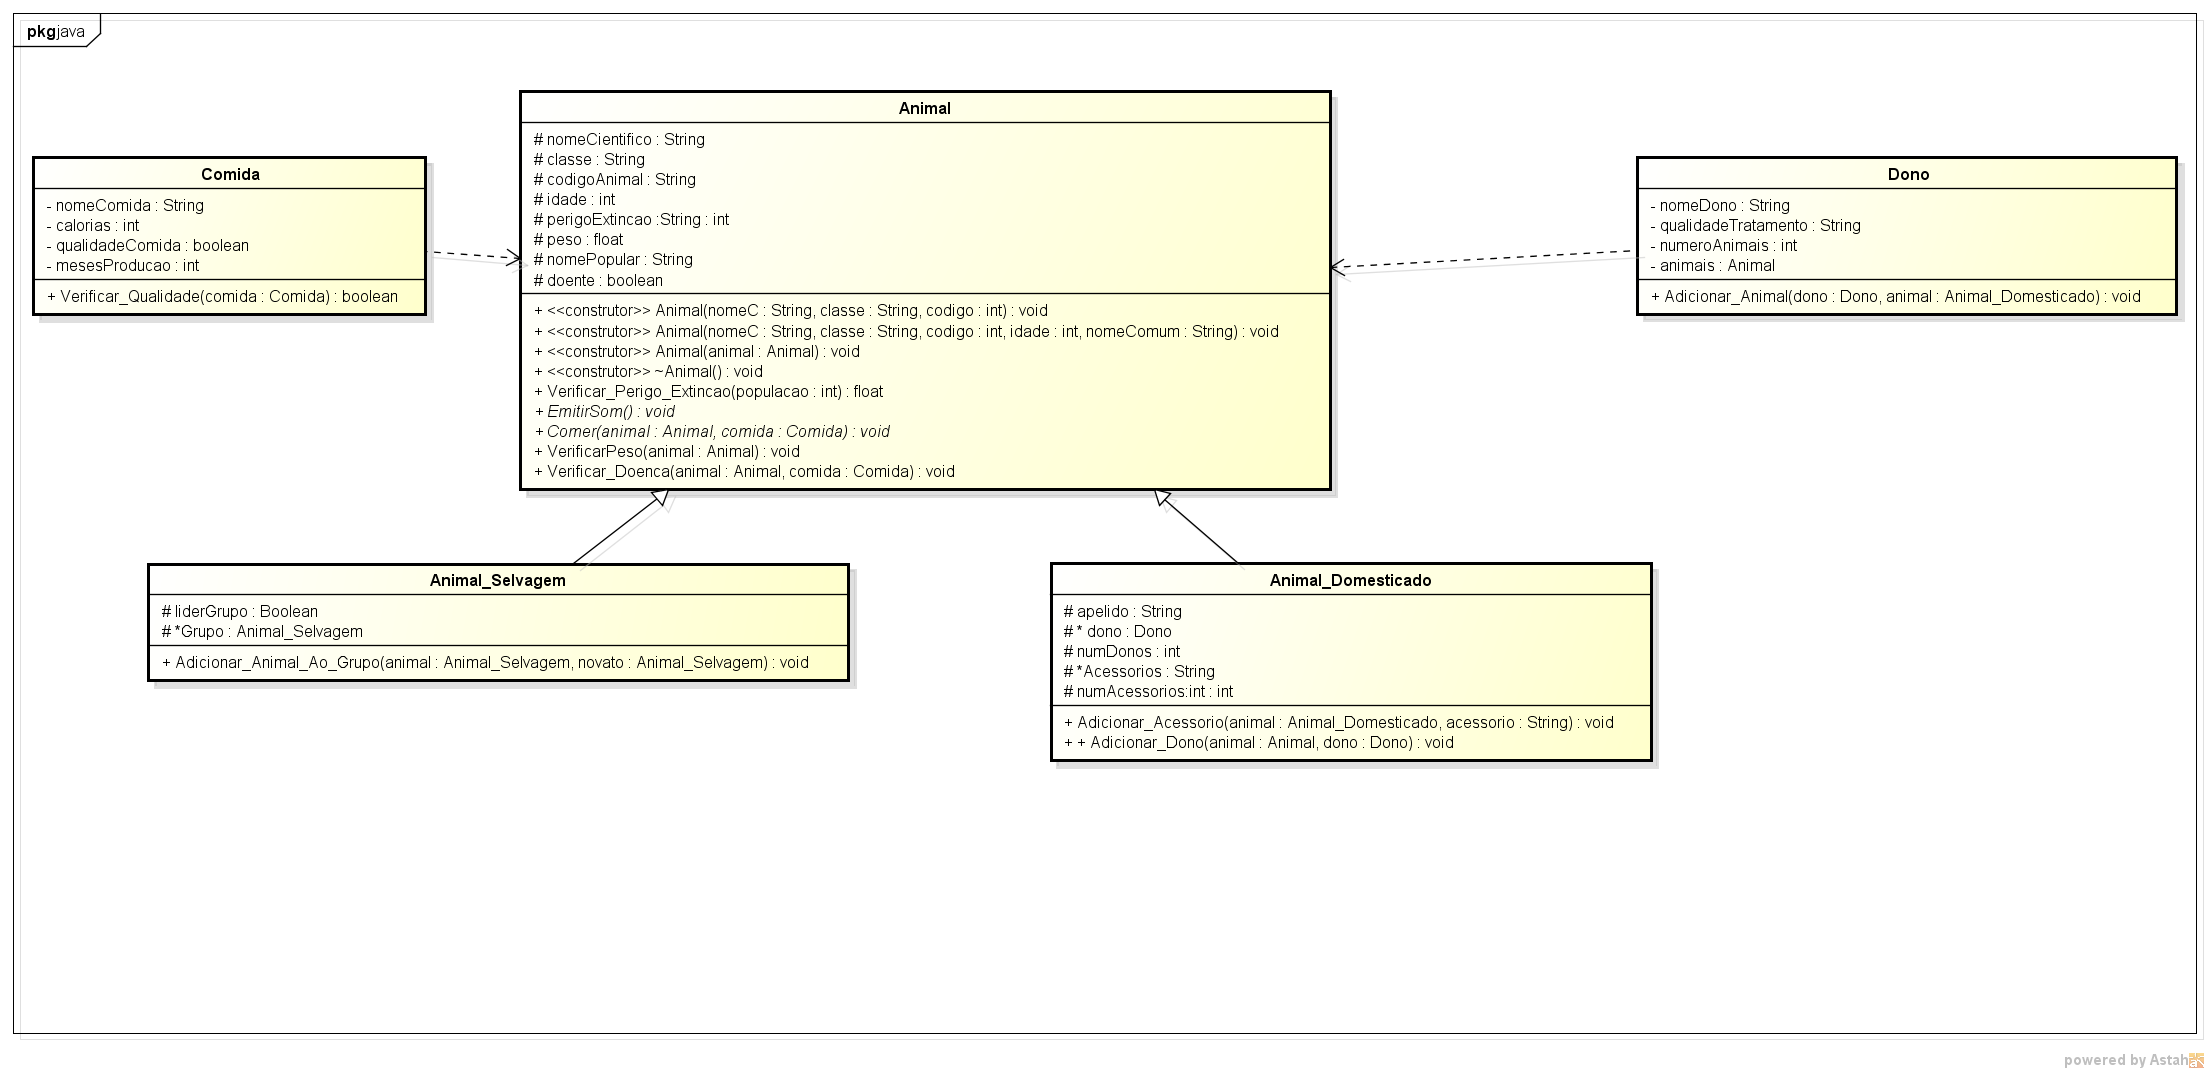 pkg java
Animal
# nomeCientifico : String
# classe : String
# codigoAnimal : String
# idade : int
# perigoExtincao :String : int
# peso : float
# nomePopular : String
# doente : boolean
+ <<construtor>> Animal(nomeC : String, classe : String, codigo : int) : void
+ <<construtor>> Animal(nomeC : String, classe : String, codigo : int, idade : int, nomeComum : String) : void
+ <<construtor>> Animal(animal : Animal) : void
+ <<construtor>> ~Animal() : void
+ Verificar_Perigo_Extincao(populacao : int) : float
+ EmitirSom() : void
+ Comer(animal : Animal, comida : Comida) : void
+ VerificarPeso(animal : Animal) : void
+ Verificar_Doenca(animal : Animal, comida : Comida) : void
Comida
- nomeComida : String
- calorias : int
- qualidadeComida : boolean
- mesesProducao : int
+ Verificar_Qualidade(comida : Comida) : boolean
Dono
- nomeDono : String
- qualidadeTratamento : String
- numeroAnimais : int
- animais : Animal
+ Adicionar_Animal(dono : Dono, animal : Animal_Domesticado) : void
Animal_Selvagem
# liderGrupo : Boolean
# *Grupo : Animal_Selvagem
+ Adicionar_Animal_Ao_Grupo(animal : Animal_Selvagem, novato : Animal_Selvagem) : void
Animal_Domesticado
# apelido : String
# * dono : Dono
# numDonos : int
# *Acessorios : String
# numAcessorios:int : int
+ Adicionar_Acessorio(animal : Animal_Domesticado, acessorio : String) : void
+ + Adicionar_Dono(animal : Animal, dono : Dono) : void
powered by Astah